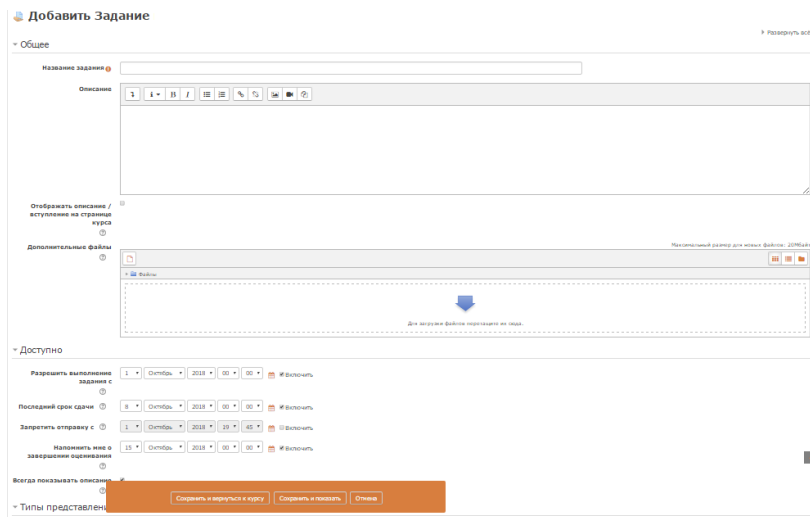 Добавить Задание
Развернуть всё
Общее
Название задания
Описание
Отображать описание /
вступление на странице
курса
Дополнительные файлы
Максимальный размер для новых файлов: 20Мбайт
Файлы
Для загрузки файлов перетащите их сюда.
Доступно
Разрешить выполнение
задания с
1 Октябрь 2018 00 00 Включить
Последний срок сдачи 8 Октябрь 2018 00 00 Включить
Запретить отправку с 1 Октябрь 2018 19 45 Включить
Напомнить мне о
завершении оценивания
15 Октябрь 2018 00 00 Включить
Всегда показывать описание
Сохранить и вернуться к курсу Сохранить и показать Отмена
Типы представлени